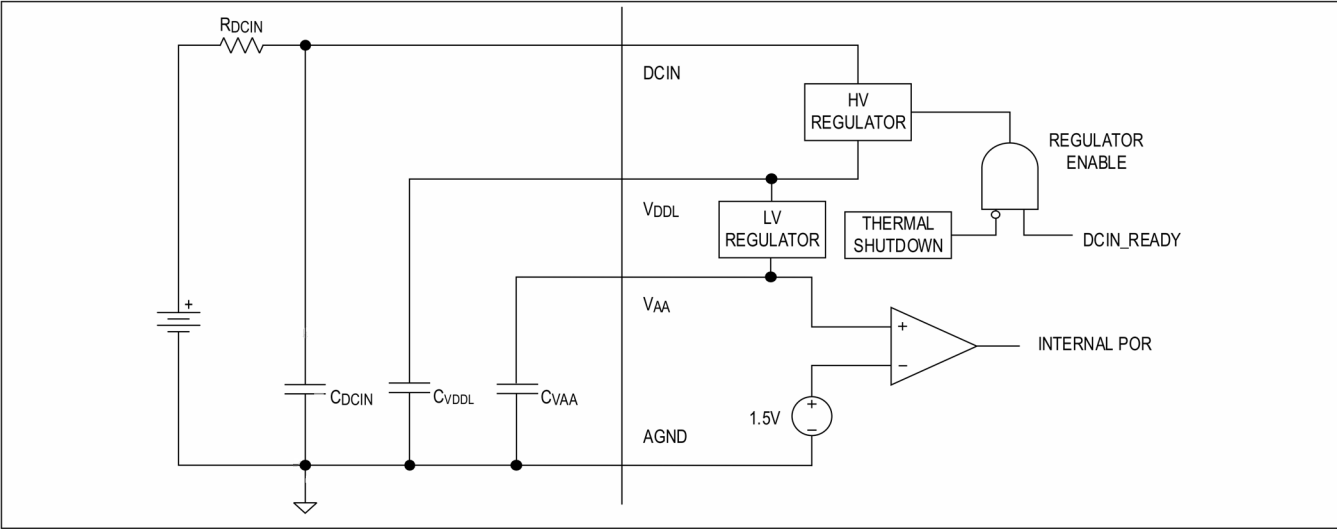 RDCIN
DCIN
HV
REGULATOR
REGULATOR
ENABLE
VDDL
LV
REGULATOR
THERMAL
SHUTDOWN
DCIN_READY
VAA
+
+
−
INTERNAL POR
CDCIN
CVDDL
CVAA
1.5V
+
−
AGND